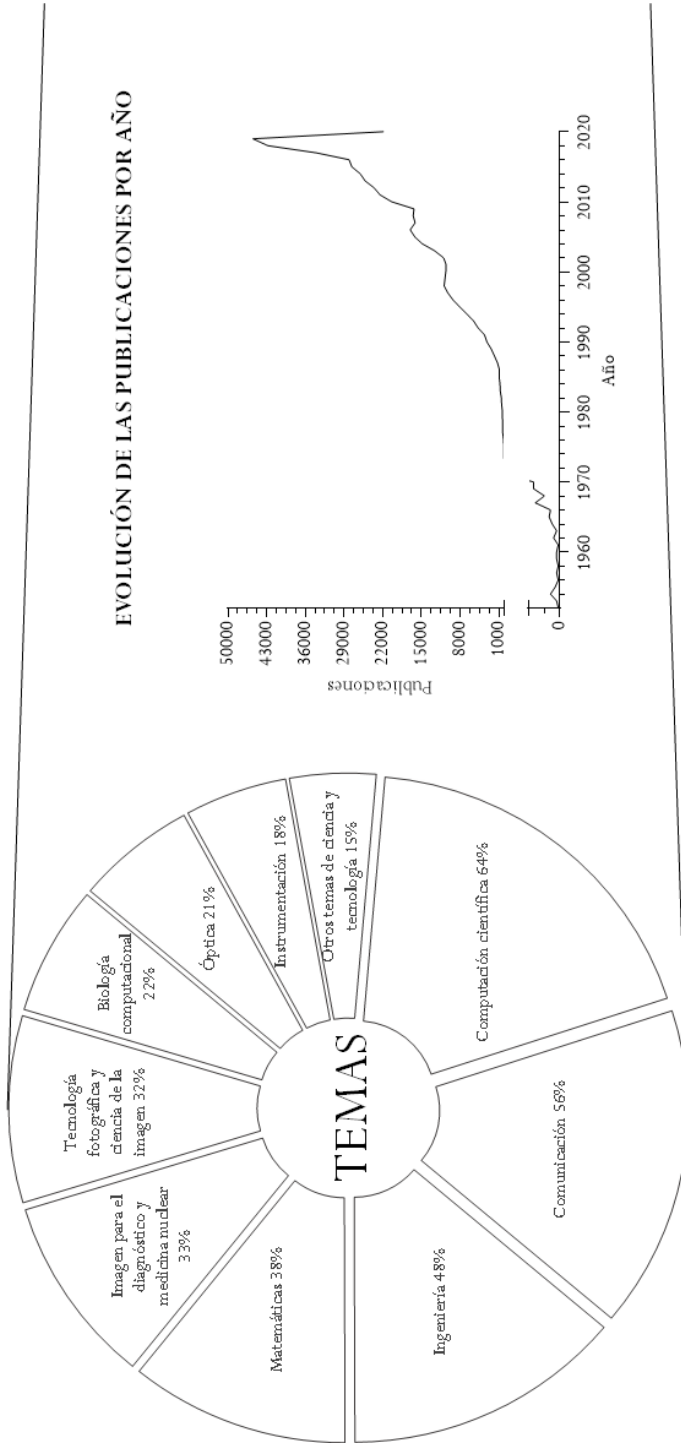 TEMAS
Computación científica 64%
Comunicación 56%
Ingeniería 48%
Matemáticas 38%
Imagen para el
diagnóstico y
medicina nuclear
33%
Tecnología
fotográfica y
ciencia de la
imagen 32%
Biología
computacional
22%
Óptica 21%
Instrumentación 18%
Otros temas de ciencia y
tecnología 15%
EVOLUCIÓN DE LAS PUBLICACIONES POR AÑO
Publicaciones
50000
43000
36000
29000
22000
15000
8000
1000
0
1960
1970
1980
1990
2000
2010
2020
Año